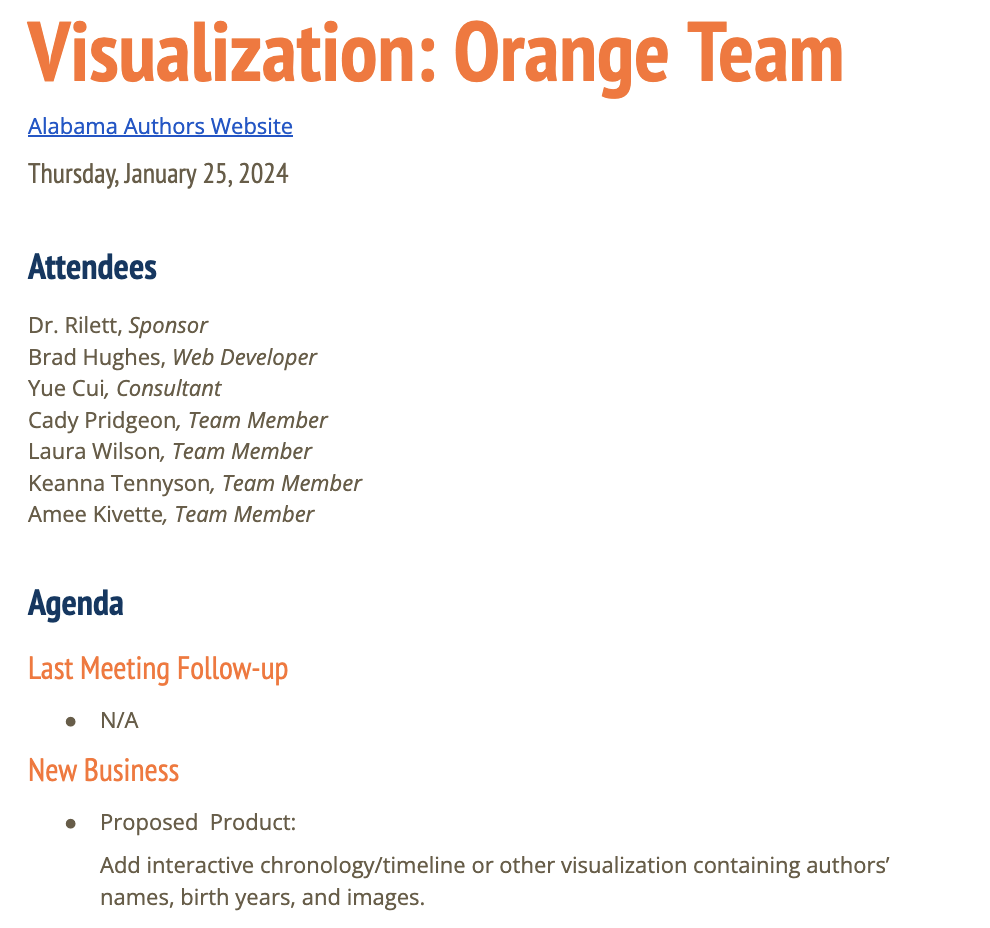 Visualization: Orange Team
Alabama Authors Website
Thursday, January 25, 2024
Attendees
Dr. Rilett, Sponsor
Brad Hughes, Web Developer
Yue Cui, Consultant
Cady Pridgeon, Team Member
Laura Wilson, Team Member
Keanna Tennyson, Team Member
Amee Kivette, Team Member
Agenda
Last Meeting Follow-up
● N/A
New Business
● Proposed  Product:
Add interactive chronology/timeline or other visualization containing authors’
names, birth years, and images.